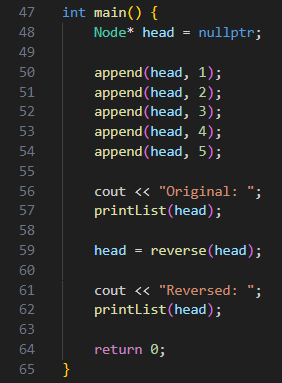 47 int main() {
48     Node* head = nullptr;
49
50     append(head, 1);
51     append(head, 2);
52     append(head, 3);
53     append(head, 4);
54     append(head, 5);
55
56     cout << "Original: ";
57     printList(head);
58
59     head = reverse(head);
60
61     cout << "Reversed: ";
62     printList(head);
63
64     return 0;
65 }